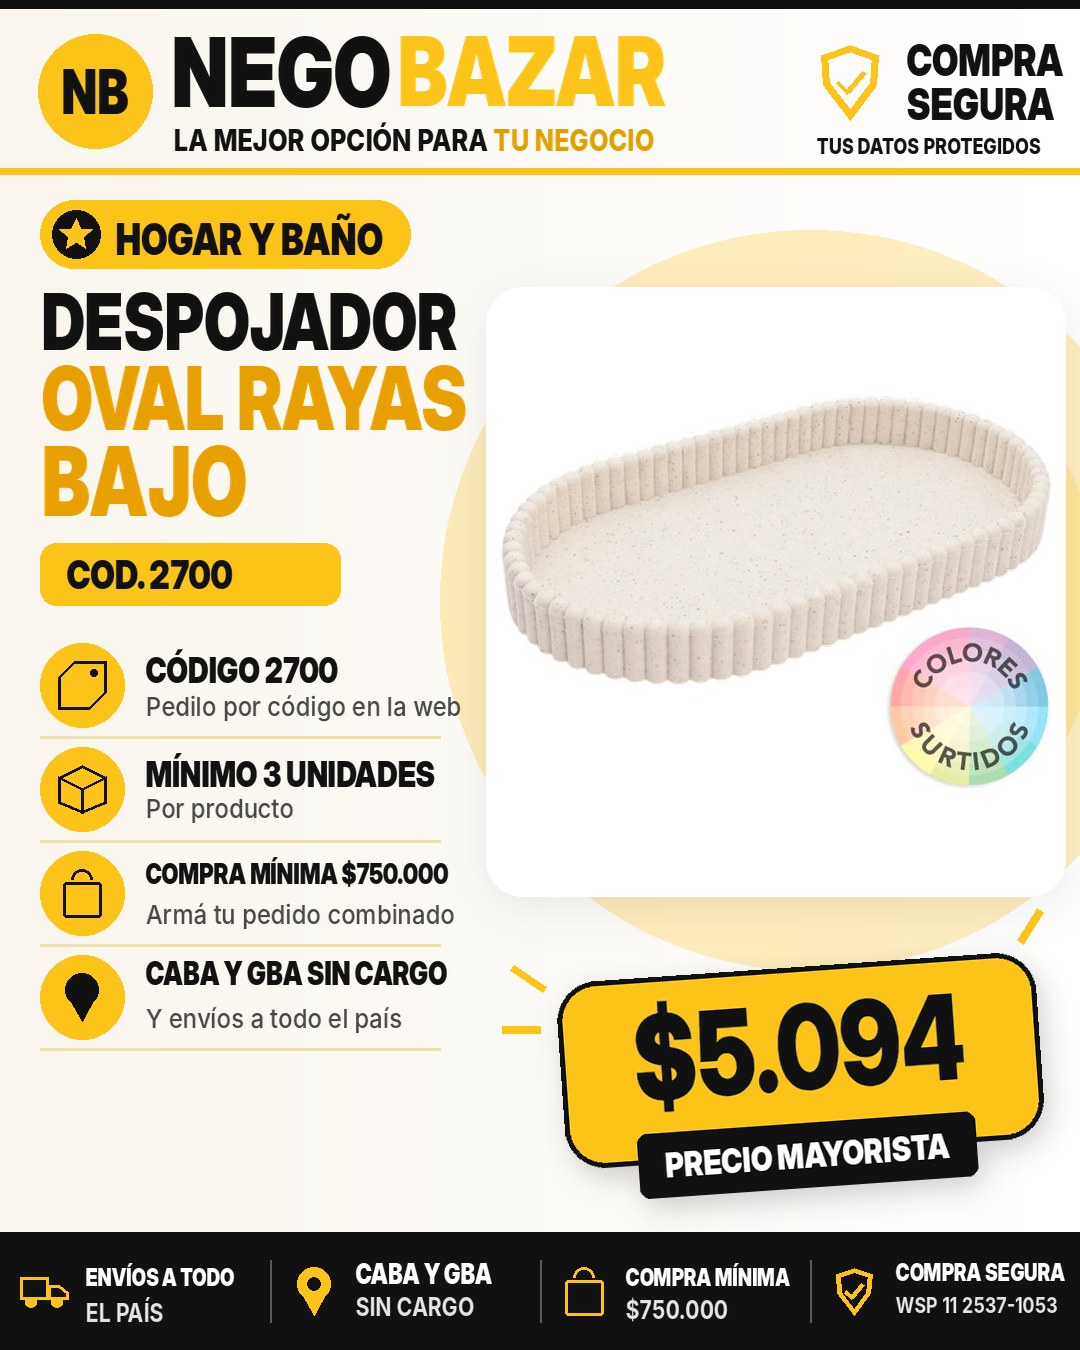 NB
NEGOBAZAR
LA MEJOR OPCIÓN PARA TU NEGOCIO
COMPRA
SEGURA
TUS DATOS PROTEGIDOS
HOGAR Y BAÑO
DESPOJADOR
OVAL RAYAS
BAJO
COD. 2700
CÓDIGO 2700
Pedilo por código en la web
MÍNIMO 3 UNIDADES
Por producto
COMPRA MÍNIMA $750.000
Armá tu pedido combinado
CABA Y GBA SIN CARGO
Y envíos a todo el país
COLORES
SURTIDOS
$5.094
PRECIO MAYORISTA
ENVÍOS A TODO
EL PAÍS
CABA Y GBA
SIN CARGO
COMPRA MÍNIMA
$750.000
COMPRA SEGURA
WSP 11 2537-1053